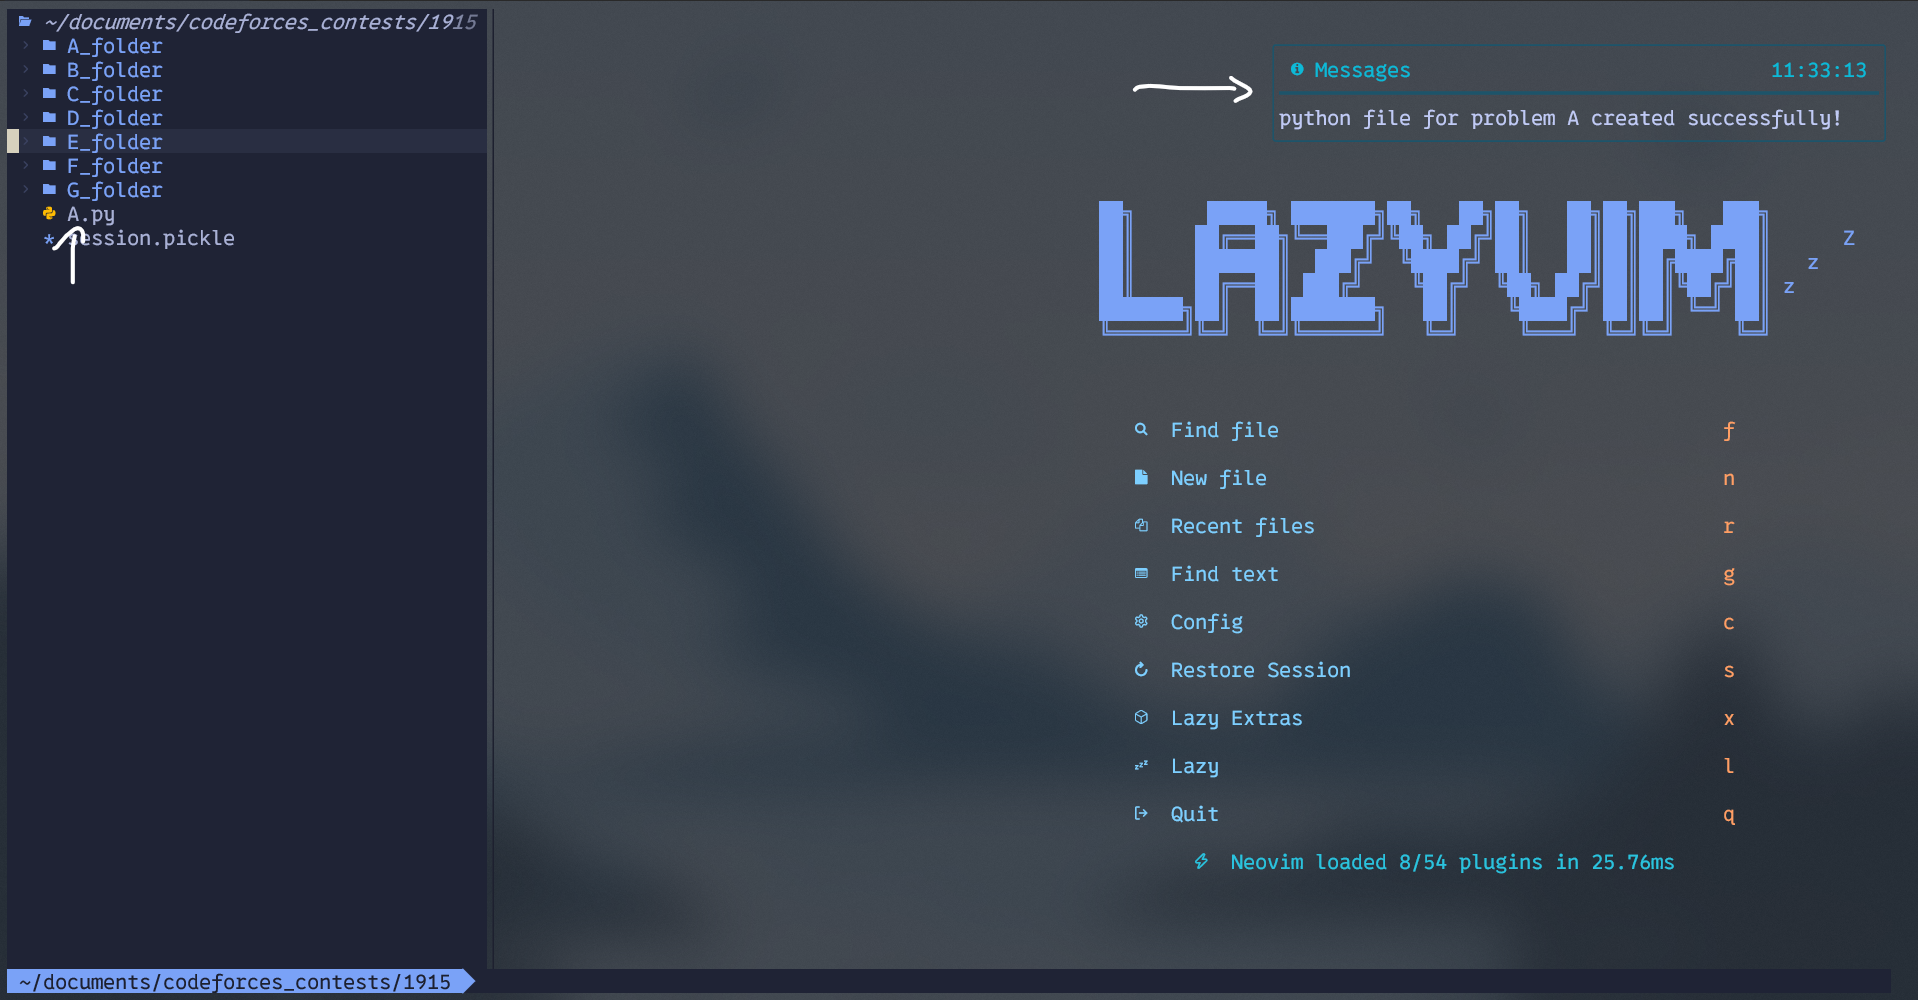 ~/documents/codeforces_contests/1915
A_folder
B_folder
C_folder
D_folder
E_folder
F_folder
G_folder
A.py
session.pickle
Messages 11:33:13
python file for problem A created successfully!
LAZYVIM
Z
z
z
Find file f
New file n
Recent files r
Find text g
Config c
Restore Session s
Lazy Extras x
Lazy l
Quit q
Neovim loaded 8/54 plugins in 25.76ms
~/documents/codeforces_contests/1915